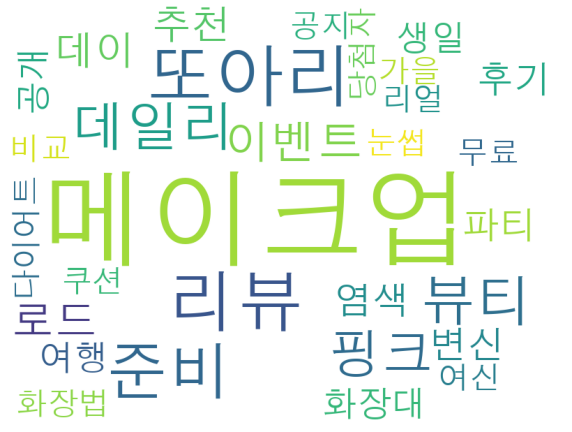 추천
공지
당첨자
생일
데이
또아리
가을
후기
공개
리얼
데일리
이벤트
눈썹
비교
무료
메이크업
다이어트
파티
쿠션
리뷰
염색
뷰티
로드
핑크
변신
여행
준비
여신
화장법
화장대